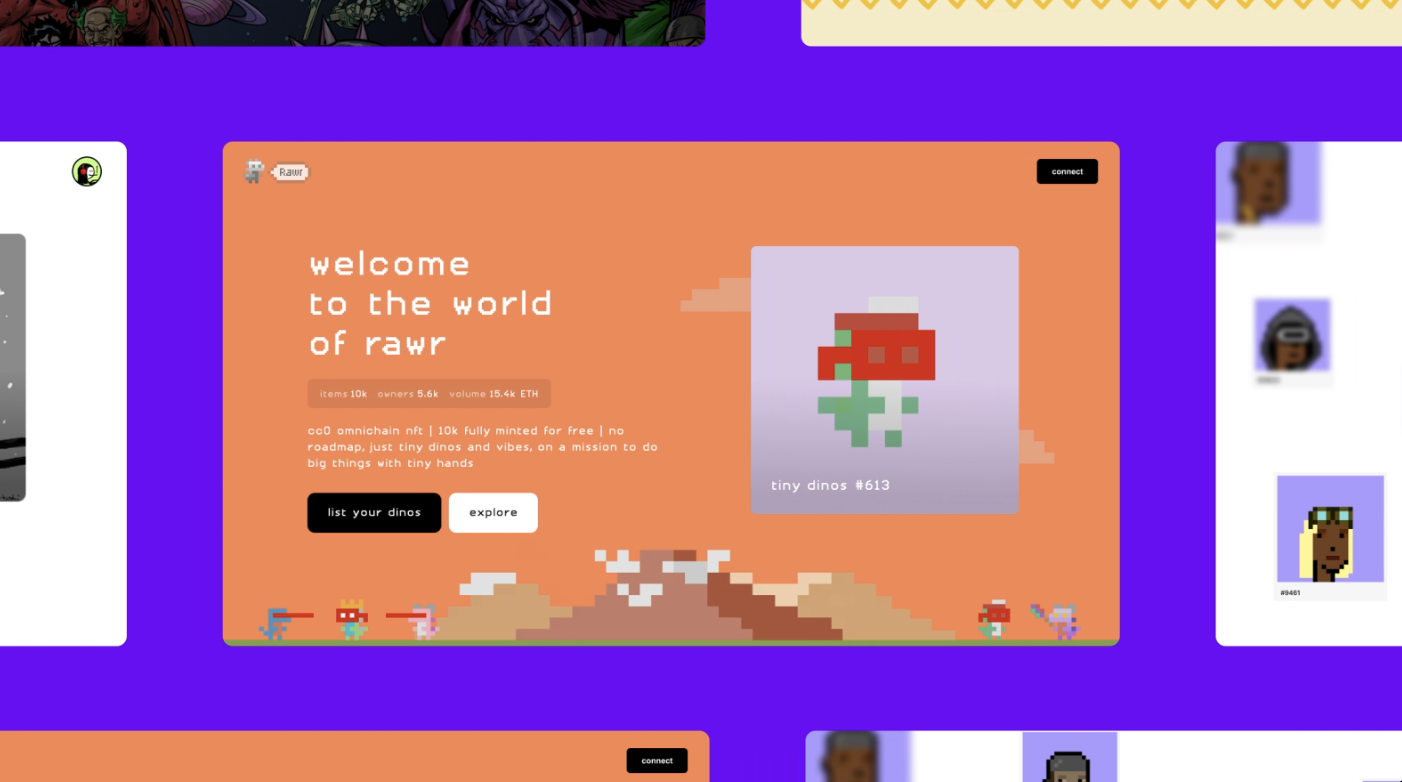 Rawr
connect
welcome
to the world
of rawr
items 10k owners 5.6k volume 15.4k ETH
cc0 omnichain nft | 10k fully minted for free | no
roadmap, just tiny dinos and vibes, on a mission to do
big things with tiny hands
list your dinos
explore
tiny dinos #613
#9461
connect